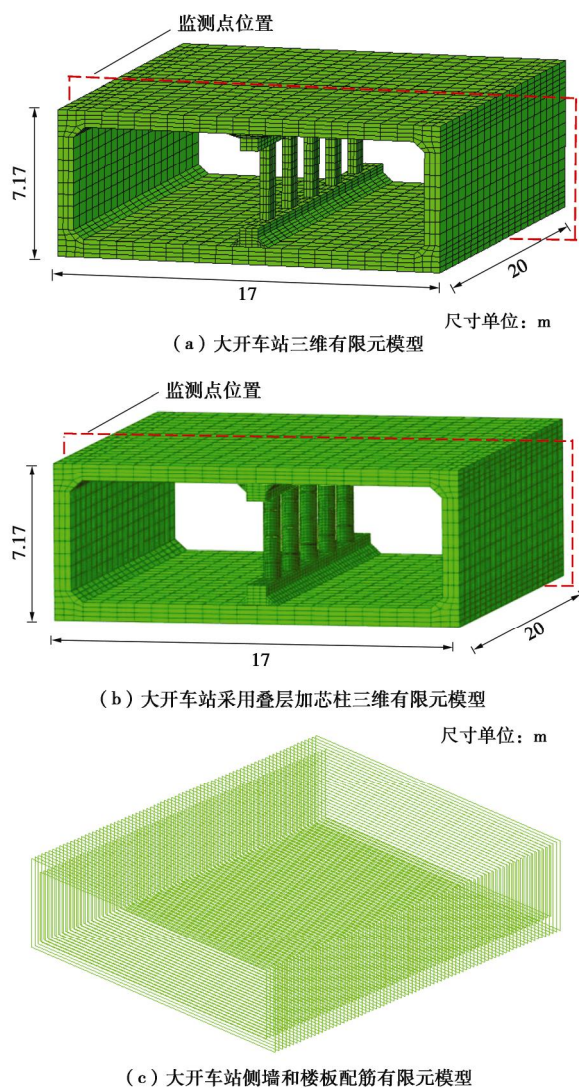 监测点位置
7.17
17
20
尺寸单位：m
（a）大开车站三维有限元模型
监测点位置
7.17
17
20
（b）大开车站采用叠层加芯柱三维有限元模型
尺寸单位：m
（c）大开车站侧墙和楼板配筋有限元模型